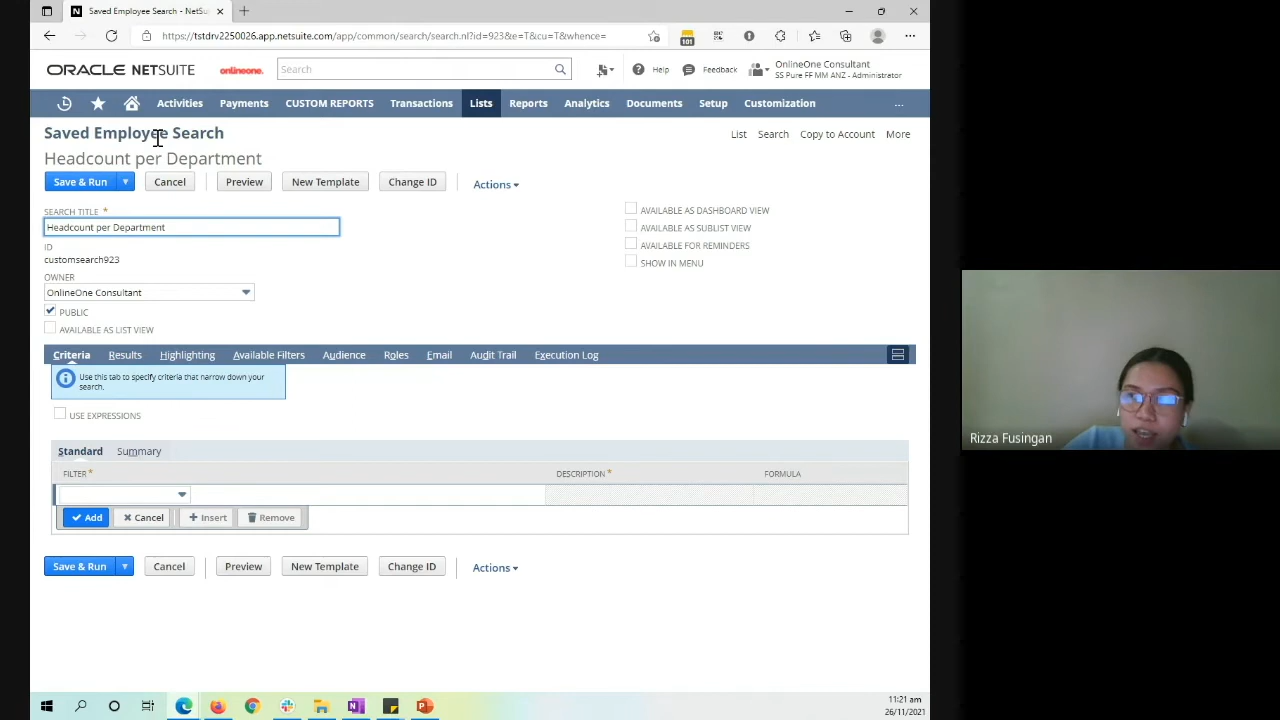 Saved Employee Search - NetSui
https://tstdrv2250026.app.netsuite.com/app/common/search/search.nl?id=923&e=T&cu=T&whence=
101
ORACLE NETSUITE
onlineone.
Search
Help
Feedback
OnlineOne Consultant
SS Pure FF MM ANZ - Administrator
Activities
Payments
CUSTOM REPORTS
Transactions
Lists
Reports
Analytics
Documents
Setup
Customization
...
Saved Employee Search
List
Search
Copy to Account
More
Headcount per Department
Save & Run
Cancel
Preview
New Template
Change ID
Actions
SEARCH TITLE *
Headcount per Department
ID
customsearch923
OWNER
OnlineOne Consultant
PUBLIC
AVAILABLE AS LIST VIEW
AVAILABLE AS DASHBOARD VIEW
AVAILABLE AS SUBLIST VIEW
AVAILABLE FOR REMINDERS
SHOW IN MENU
Criteria
Results
Highlighting
Available Filters
Audience
Roles
Email
Audit Trail
Execution Log
Use this tab to specify criteria that narrow down your
search.
USE EXPRESSIONS
Standard
Summary
FILTER *
DESCRIPTION *
FORMULA
Add
Cancel
Insert
Remove
Save & Run
Cancel
Preview
New Template
Change ID
Actions
Rizza Fusingan
11:21 am
26/11/2021